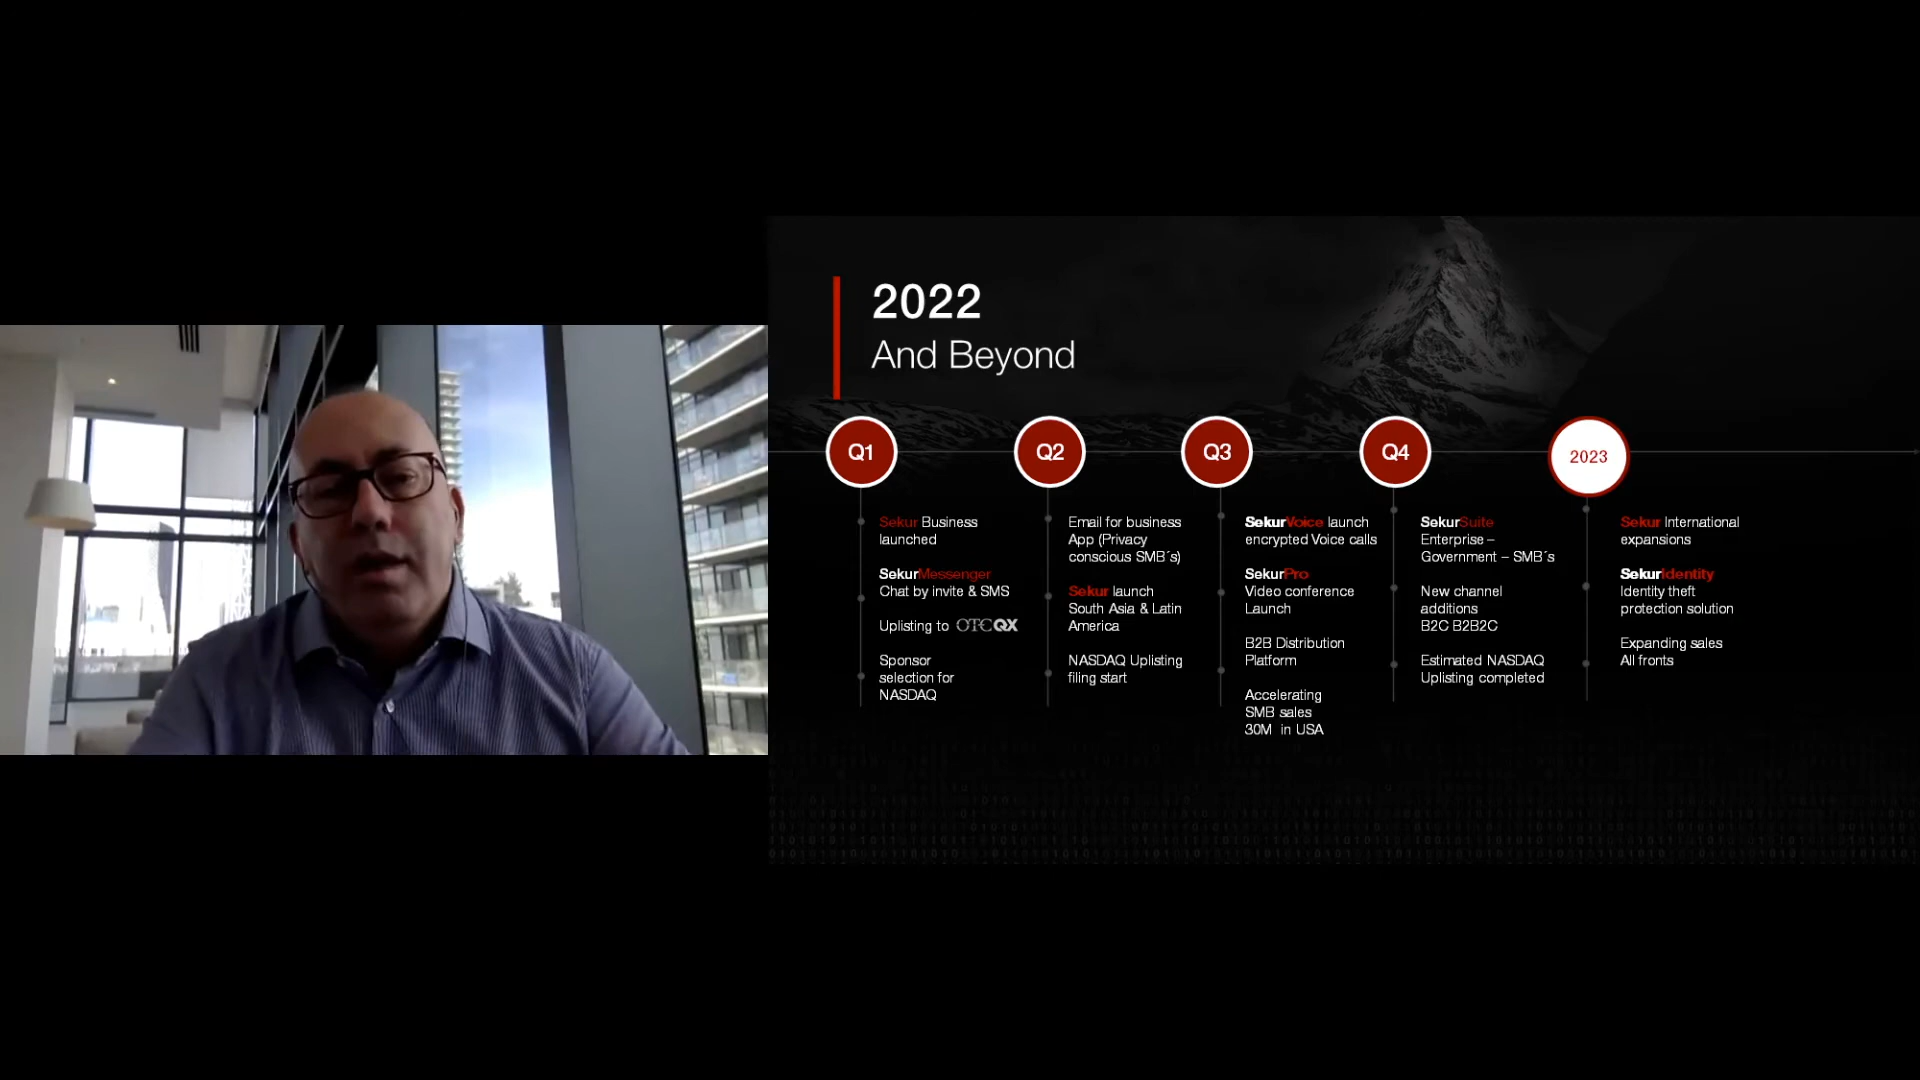 2022
And Beyond
Q1
Q2
Q3
Q4
2023
Sekur Business
launched
SekurMessenger
Chat by invite & SMS
Uplisting to OTCQX
Sponsor
selection for
NASDAQ
Email for business
App (Privacy
conscious SMB´s)
Sekur launch
South Asia & Latin
America
NASDAQ Uplisting
filing start
SekurVoice launch
encrypted Voice calls
SekurPro
Video conference
Launch
B2B Distribution
Platform
Accelerating
SMB sales
30M in USA
SekurSuite
Enterprise –
Government – SMB´s
New channel
additions
B2C B2B2C
Estimated NASDAQ
Uplisting completed
Sekur International
expansions
SekurIdentity
Identity theft
protection solution
Expanding sales
All fronts